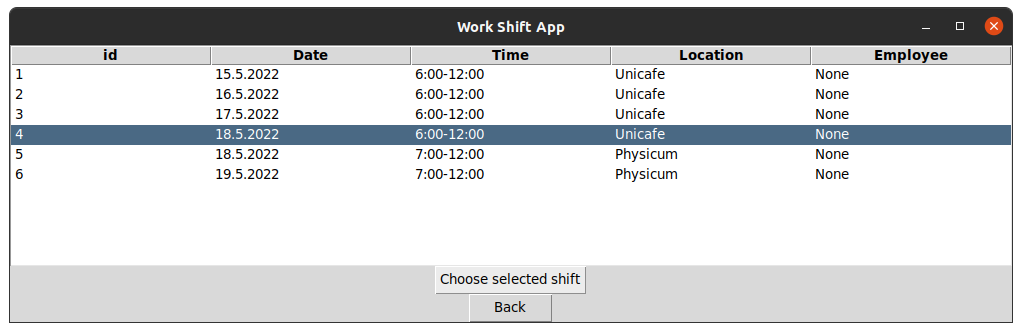 Work Shift App
id Date Time Location Employee
1 15.5.2022 6:00-12:00 Unicafe None
2 16.5.2022 6:00-12:00 Unicafe None
3 17.5.2022 6:00-12:00 Unicafe None
4 18.5.2022 6:00-12:00 Unicafe None
5 18.5.2022 7:00-12:00 Physicum None
6 19.5.2022 7:00-12:00 Physicum None
Choose selected shift
Back